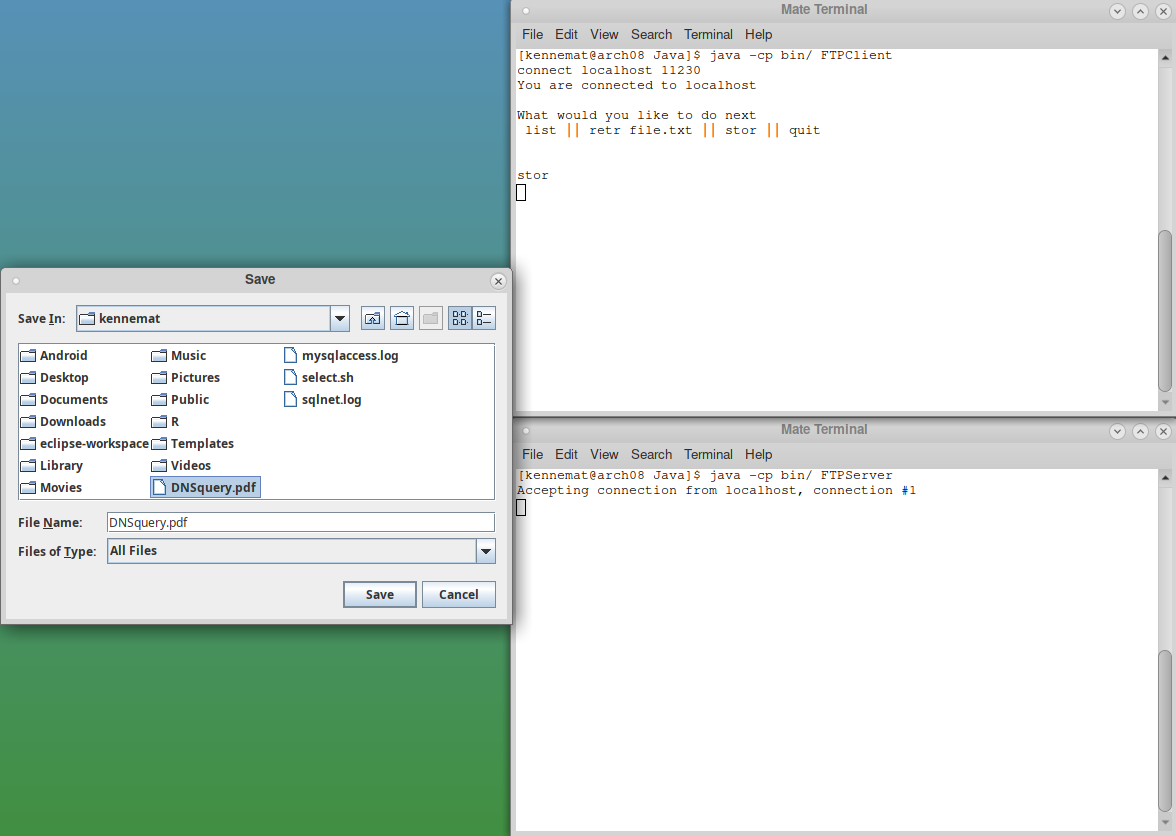 Mate Terminal
File Edit View Search Terminal Help
[kennemat@arch08 Java]$ java -cp bin/ FTPClient
connect localhost 11230
You are connected to localhost
What would you like to do next
list || retr file.txt || stor || quit
stor
Save
Save In: kennemat
Android Music mysqlaccess.log
Desktop Pictures select.sh
Documents Public sqlnet.log
Downloads R
eclipse-workspace Templates
Library Videos
Movies DNSquery.pdf
File Name: DNSquery.pdf
Files of Type: All Files
Save Cancel
Mate Terminal
File Edit View Search Terminal Help
[kennemat@arch08 Java]$ java -cp bin/ FTPServer
Accepting connection from localhost, connection #1